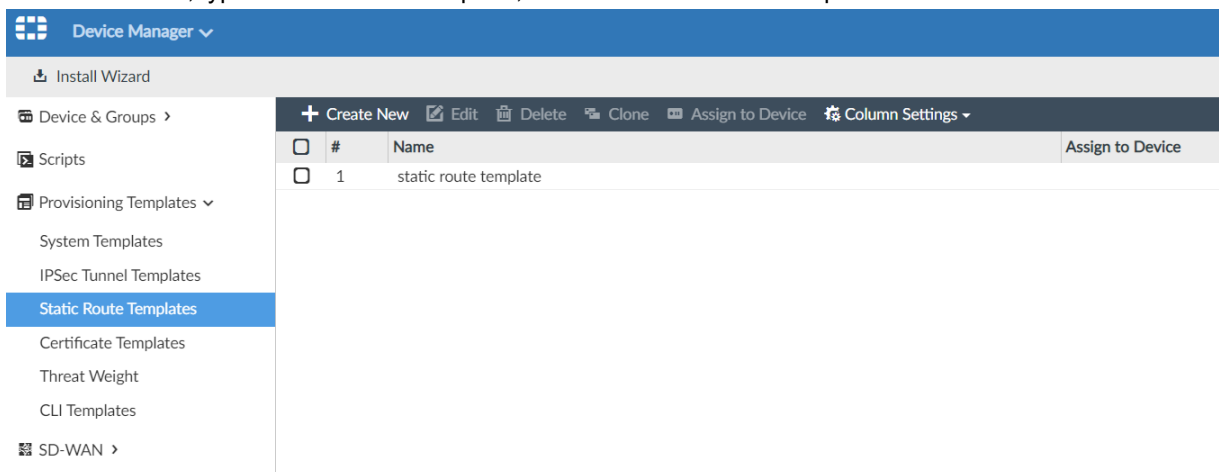 Device Manager
Install Wizard
Device & Groups
Create New Edit Delete Clone Assign to Device Column Settings
# Name Assign to Device
Scripts
1 static route template
Provisioning Templates
System Templates
IPSec Tunnel Templates
Static Route Templates
Certificate Templates
Threat Weight
CLI Templates
SD-WAN